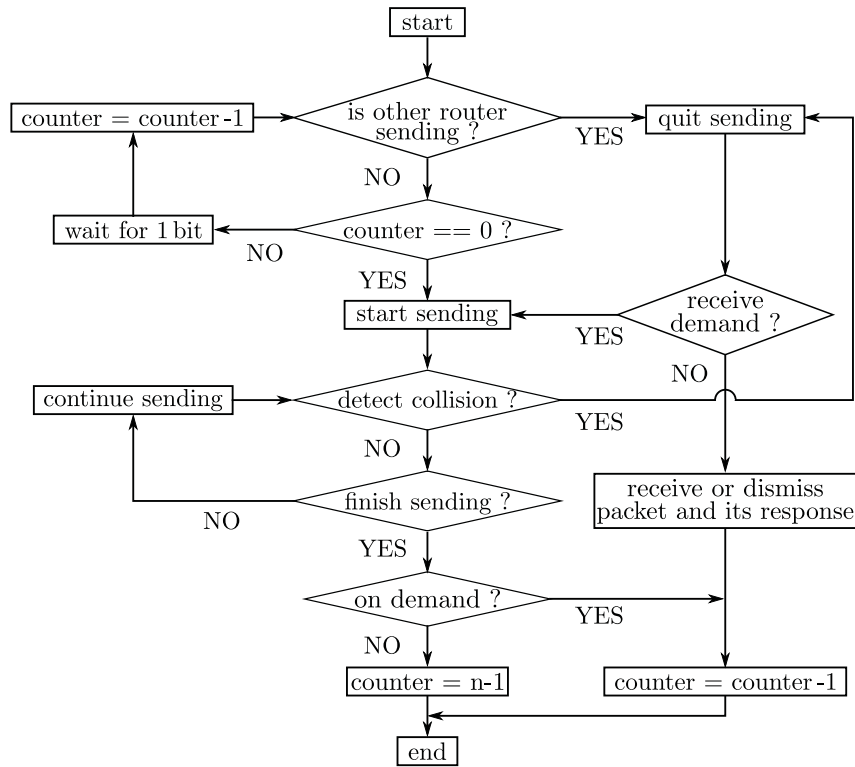 start
is other router
sending ?
counter = counter-1
YES
quit sending
NO
counter == 0 ?
wait for 1 bit
NO
YES
start sending
receive
demand ?
YES
NO
continue sending
detect collision ?
YES
NO
finish sending ?
NO
receive or dismiss
packet and its response
YES
on demand ?
YES
NO
counter = n-1
counter = counter-1
end